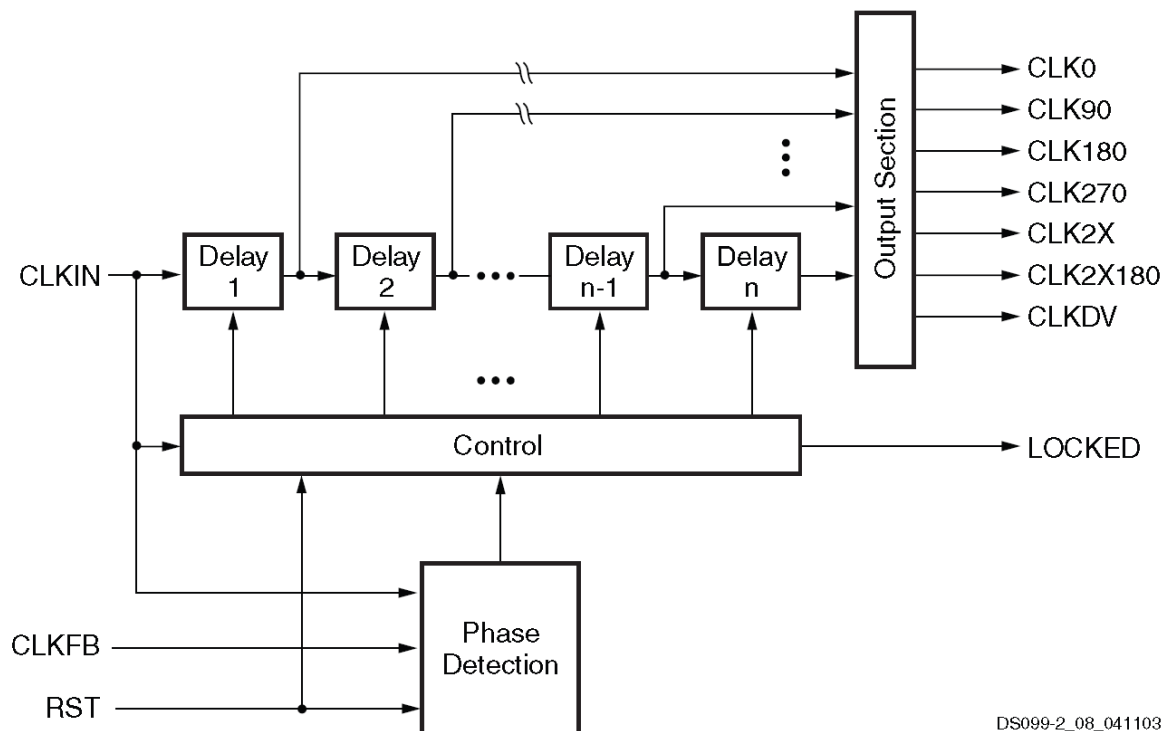 CLK0
CLK90
CLK180
CLK270
CLK2X
CLK2X180
CLKDV
Output Section
CLKIN
Delay
1
Delay
2
Delay
n-1
Delay
n
Control
LOCKED
CLKFB
Phase
Detection
RST
DS099-2_08_041103